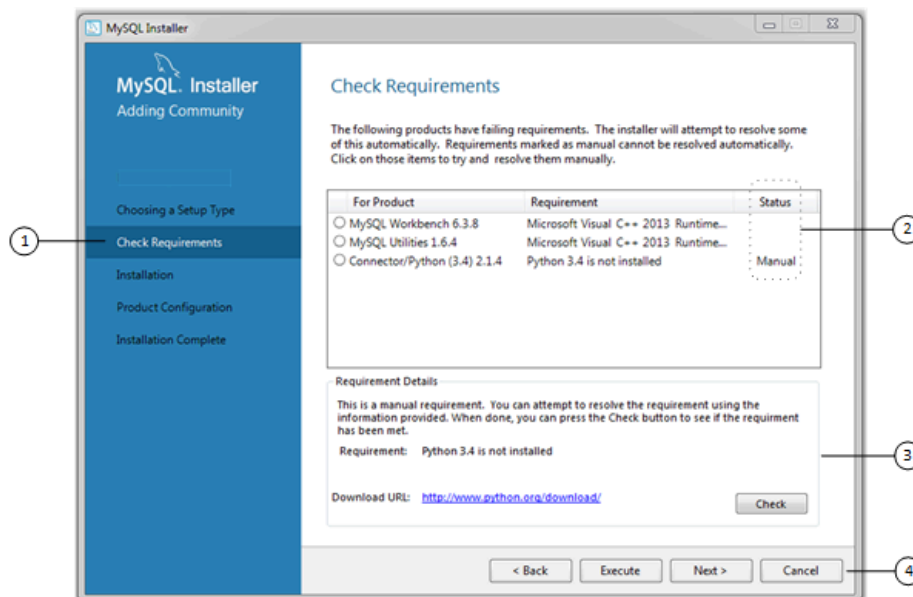 MySQL Installer
MySQL. Installer
Adding Community
Choosing a Setup Type
Check Requirements
Installation
Product Configuration
Installation Complete
Check Requirements
The following products have failing requirements. The installer will attempt to resolve some
of this automatically. Requirements marked as manual cannot be resolved automatically.
Click on those items to try and resolve them manually.
For Product Requirement Status
MySQL Workbench 6.3.8 Microsoft Visual C++ 2013 Runtime...
MySQL Utilities 1.6.4 Microsoft Visual C++ 2013 Runtime...
Connector/Python (3.4) 2.1.4 Python 3.4 is not installed Manual
Requirement Details
This is a manual requirement. You can attempt to resolve the requirement using the
information provided. When done, you can press the Check button to see if the requirment
has been met.
Requirement: Python 3.4 is not installed
Download URL: http://www.python.org/download/
Check
< Back Execute Next > Cancel
1
2
3
4